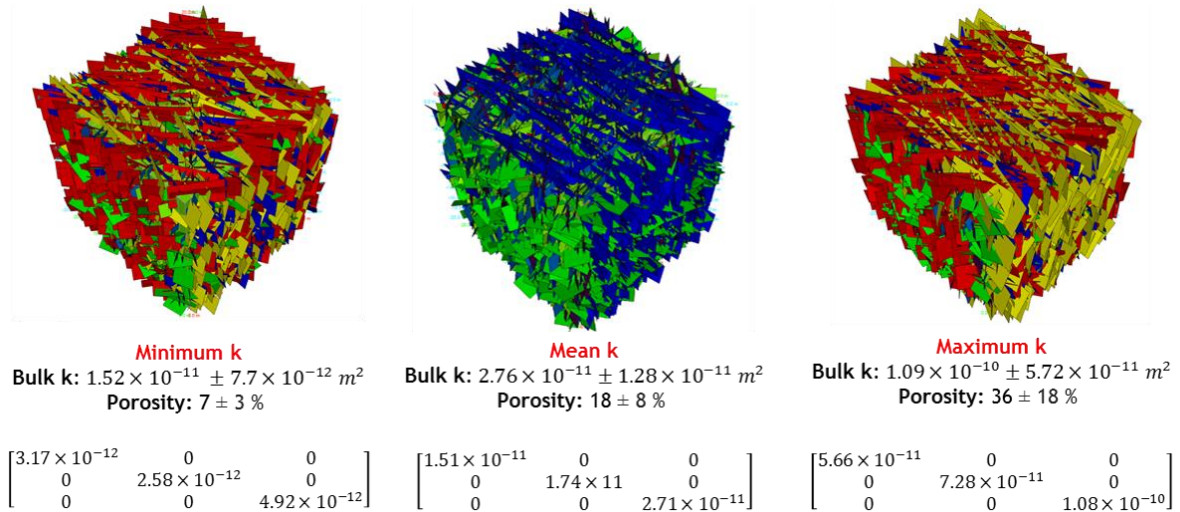 Minimum k
Bulk k: 1.52 × 10⁻¹¹ ± 7.7 × 10⁻¹² m²
Porosity: 7 ± 3 %
[3.17 × 10⁻¹² 0 0
0 2.58 × 10⁻¹² 0
0 0 4.92 × 10⁻¹²]
Mean k
Bulk k: 2.76 × 10⁻¹¹ ± 1.28 × 10⁻¹¹ m²
Porosity: 18 ± 8 %
[1.51 × 10⁻¹¹ 0 0
0 1.74 × 11 0
0 0 2.71 × 10⁻¹¹]
Maximum k
Bulk k: 1.09 × 10⁻¹⁰ ± 5.72 × 10⁻¹¹ m²
Porosity: 36 ± 18 %
[5.66 × 10⁻¹¹ 0 0
0 7.28 × 10⁻¹¹ 0
0 0 1.08 × 10⁻¹⁰]